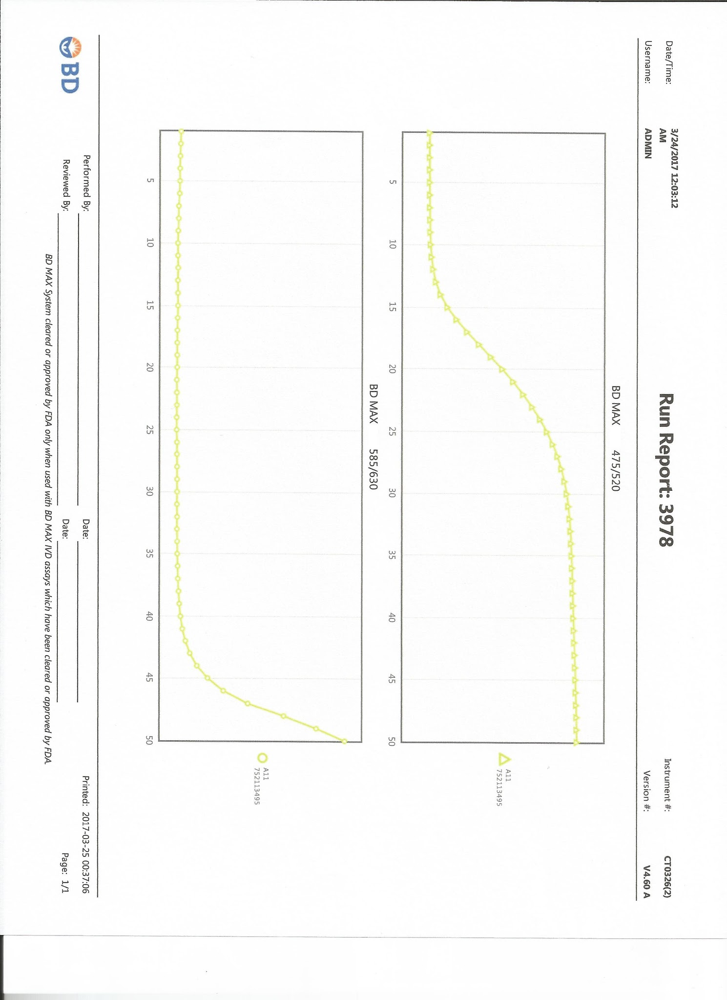 Run Report: 3978
Date/Time: 3/24/2017 12:03:12 AM
Instrument #: CT0326(2)
Username: ADMIN
Version #: V4.60 A
BD MAX 475/520
5 10 15 20 25 30 35 40 45 50
A11
752113495
BD MAX 585/630
5 10 15 20 25 30 35 40 45 50
A11
752113495
Performed By: Date: Printed: 2017-03-25 00:37:06
Reviewed By: Date: Page: 1/1
BD MAX System cleared or approved by FDA only when used with BD MAX IVD assays which have been cleared or approved by FDA.
BD